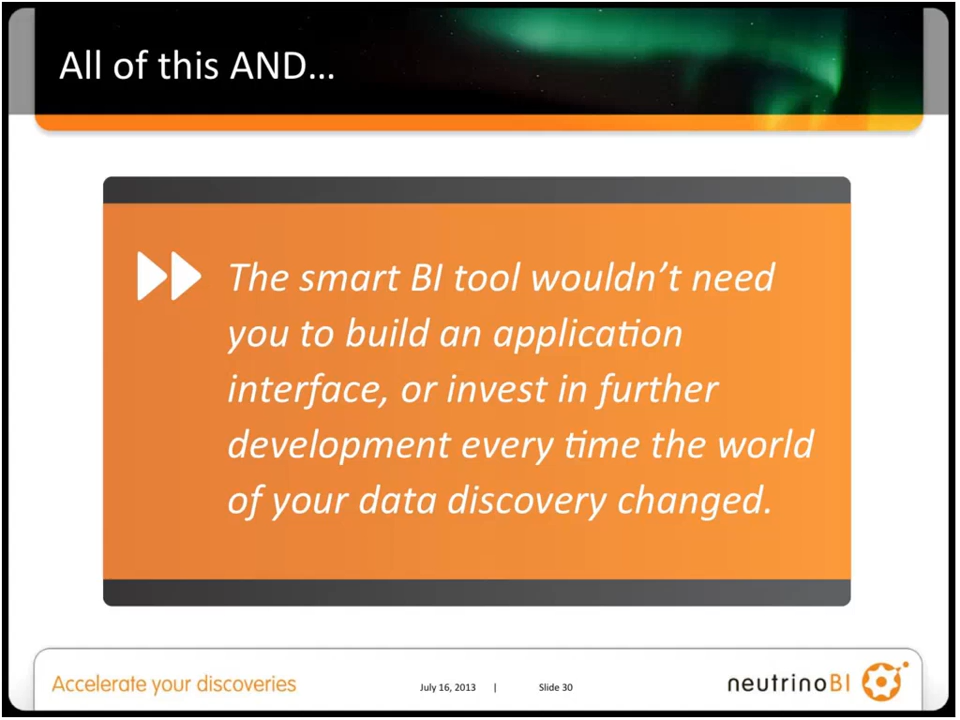 All of this AND…
The smart BI tool wouldn’t need
you to build an application
interface, or invest in further
development every time the world
of your data discovery changed.
Accelerate your discoveries
July 16, 2013 | Slide 30
neutrinoBI